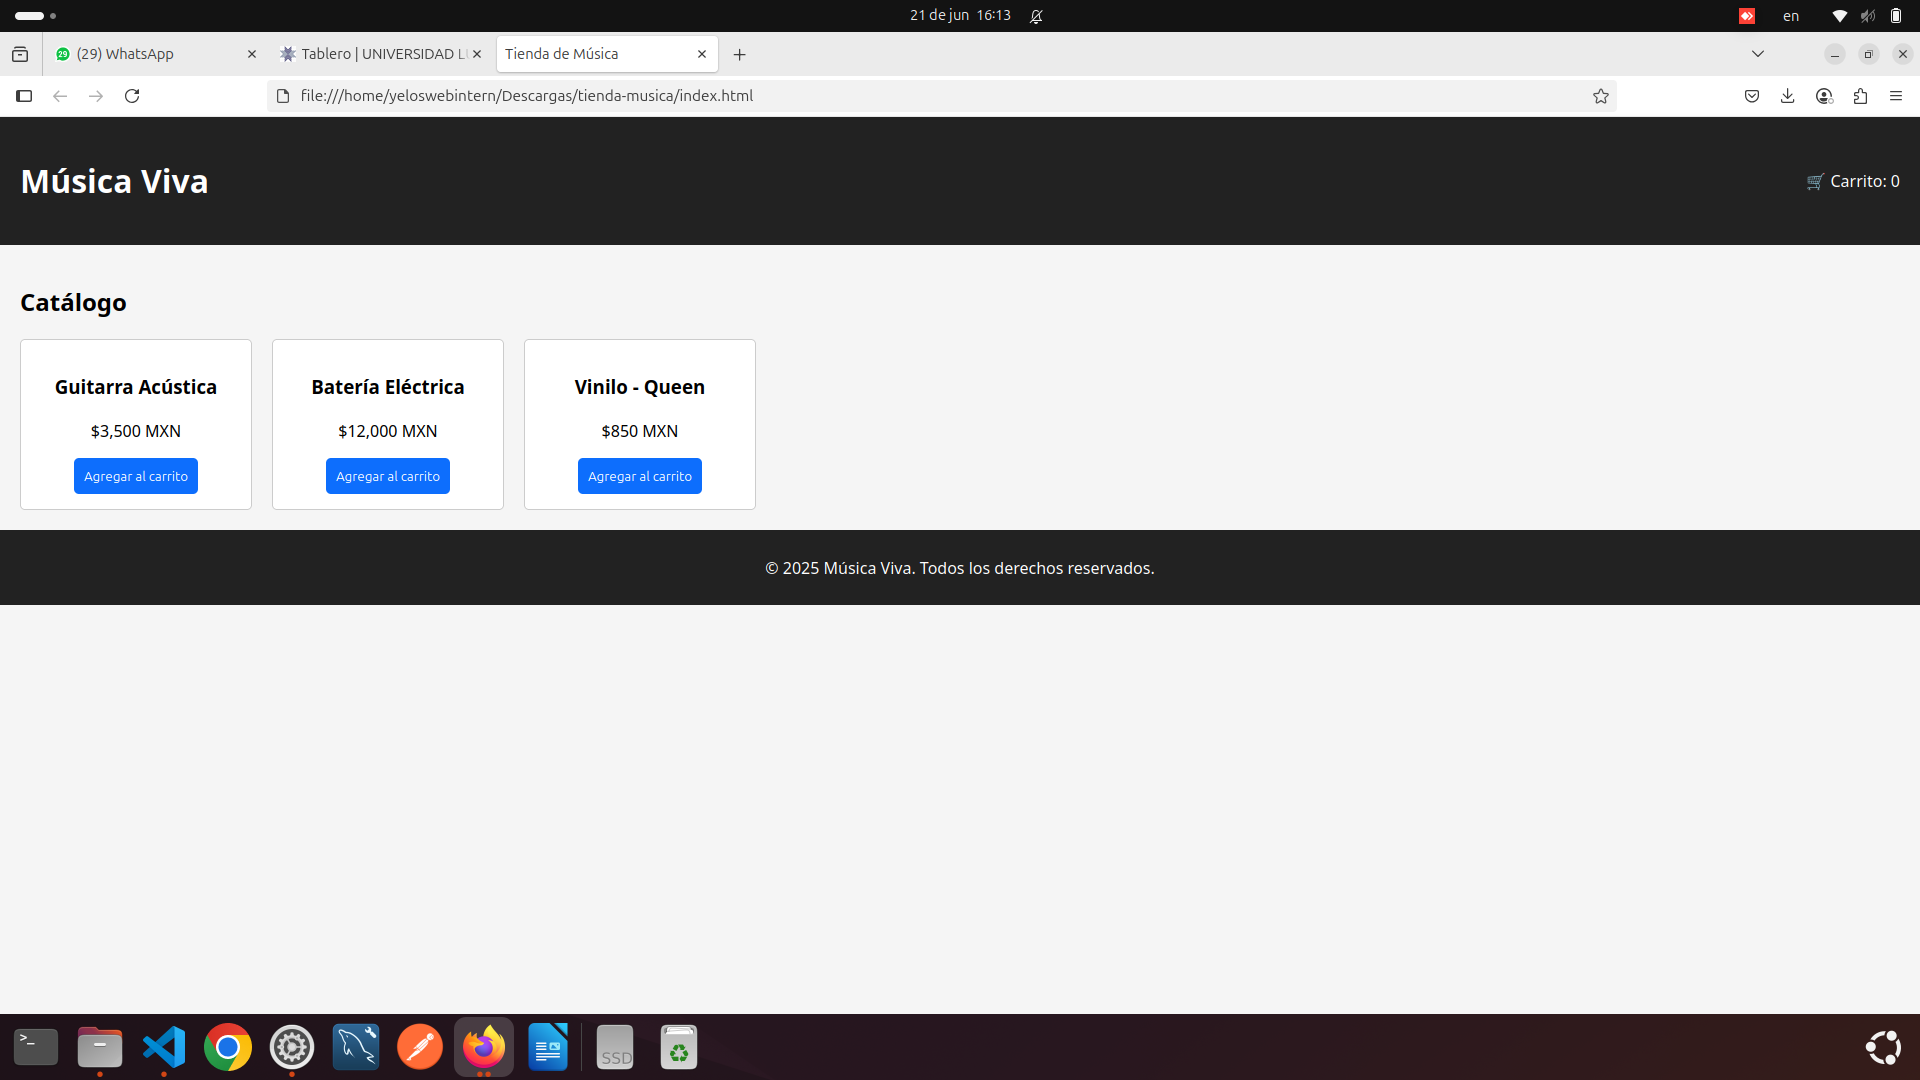 21 de jun 16:13
en
29
(29) WhatsApp
Tablero | UNIVERSIDAD
Tienda de Música
file:///home/yeloswebintern/Descargas/tienda-musica/index.html
Música Viva
🛒 Carrito: 0
Catálogo
Guitarra Acústica
$3,500 MXN
Agregar al carrito
Batería Eléctrica
$12,000 MXN
Agregar al carrito
Vinilo - Queen
$850 MXN
Agregar al carrito
© 2025 Música Viva. Todos los derechos reservados.
>_
SSD